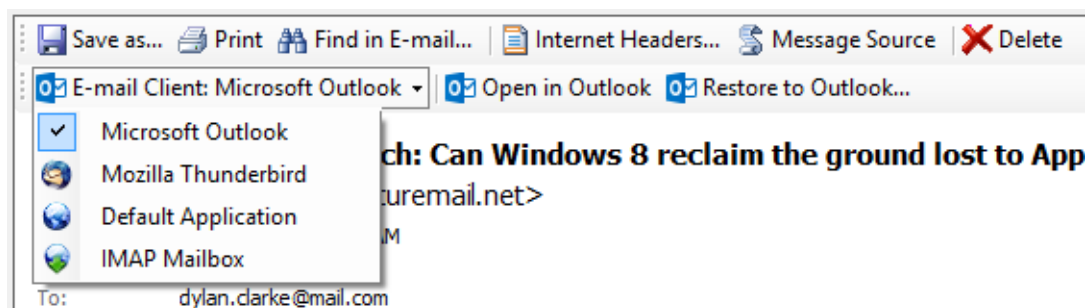 Save as... Print Find in E-mail... Internet Headers... Message Source Delete
E-mail Client: Microsoft Outlook Open in Outlook Restore to Outlook...
Microsoft Outlook
ch: Can Windows 8 reclaim the ground lost to App
Mozilla Thunderbird
uremail.net>
Default Application
AM
IMAP Mailbox
To: dylan.clarke@mail.com